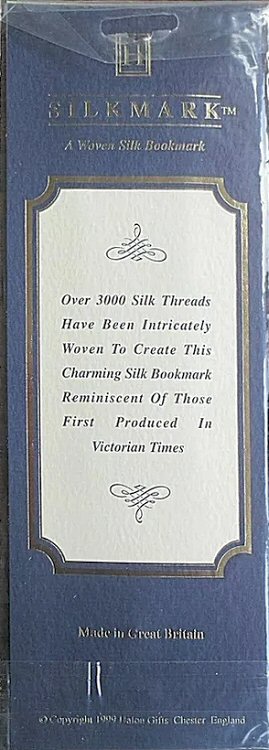 H
SILKMARK™
A Woven Silk Bookmark
Over 3000 Silk Threads
Have Been Intricately
Woven To Create This
Charming Silk Bookmark
Reminiscent Of Those
First Produced In
Victorian Times
Made in Great Britain
© Copyright 1999 Halon Gifts Chester England